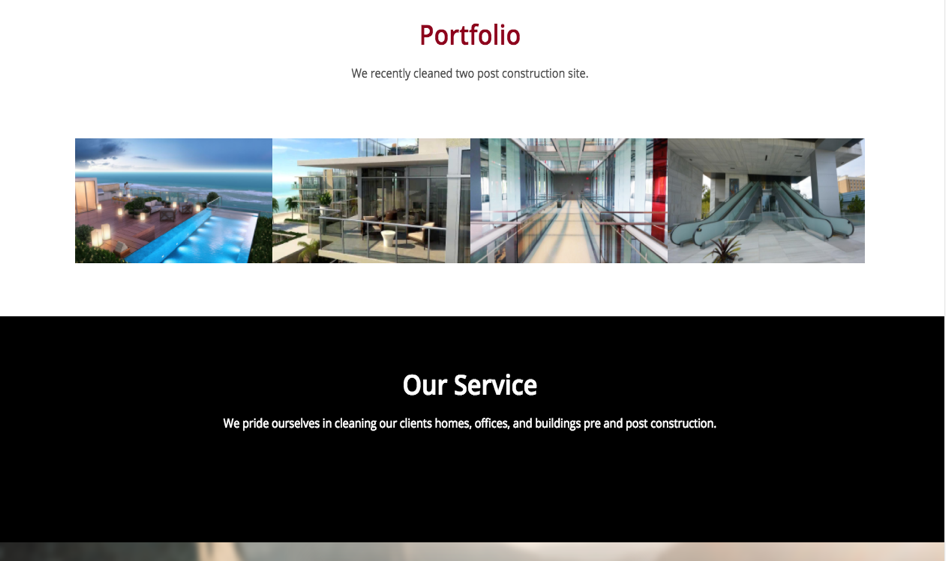 Portfolio
We recently cleaned two post construction site.
Our Service
We pride ourselves in cleaning our clients homes, offices, and buildings pre and post construction.